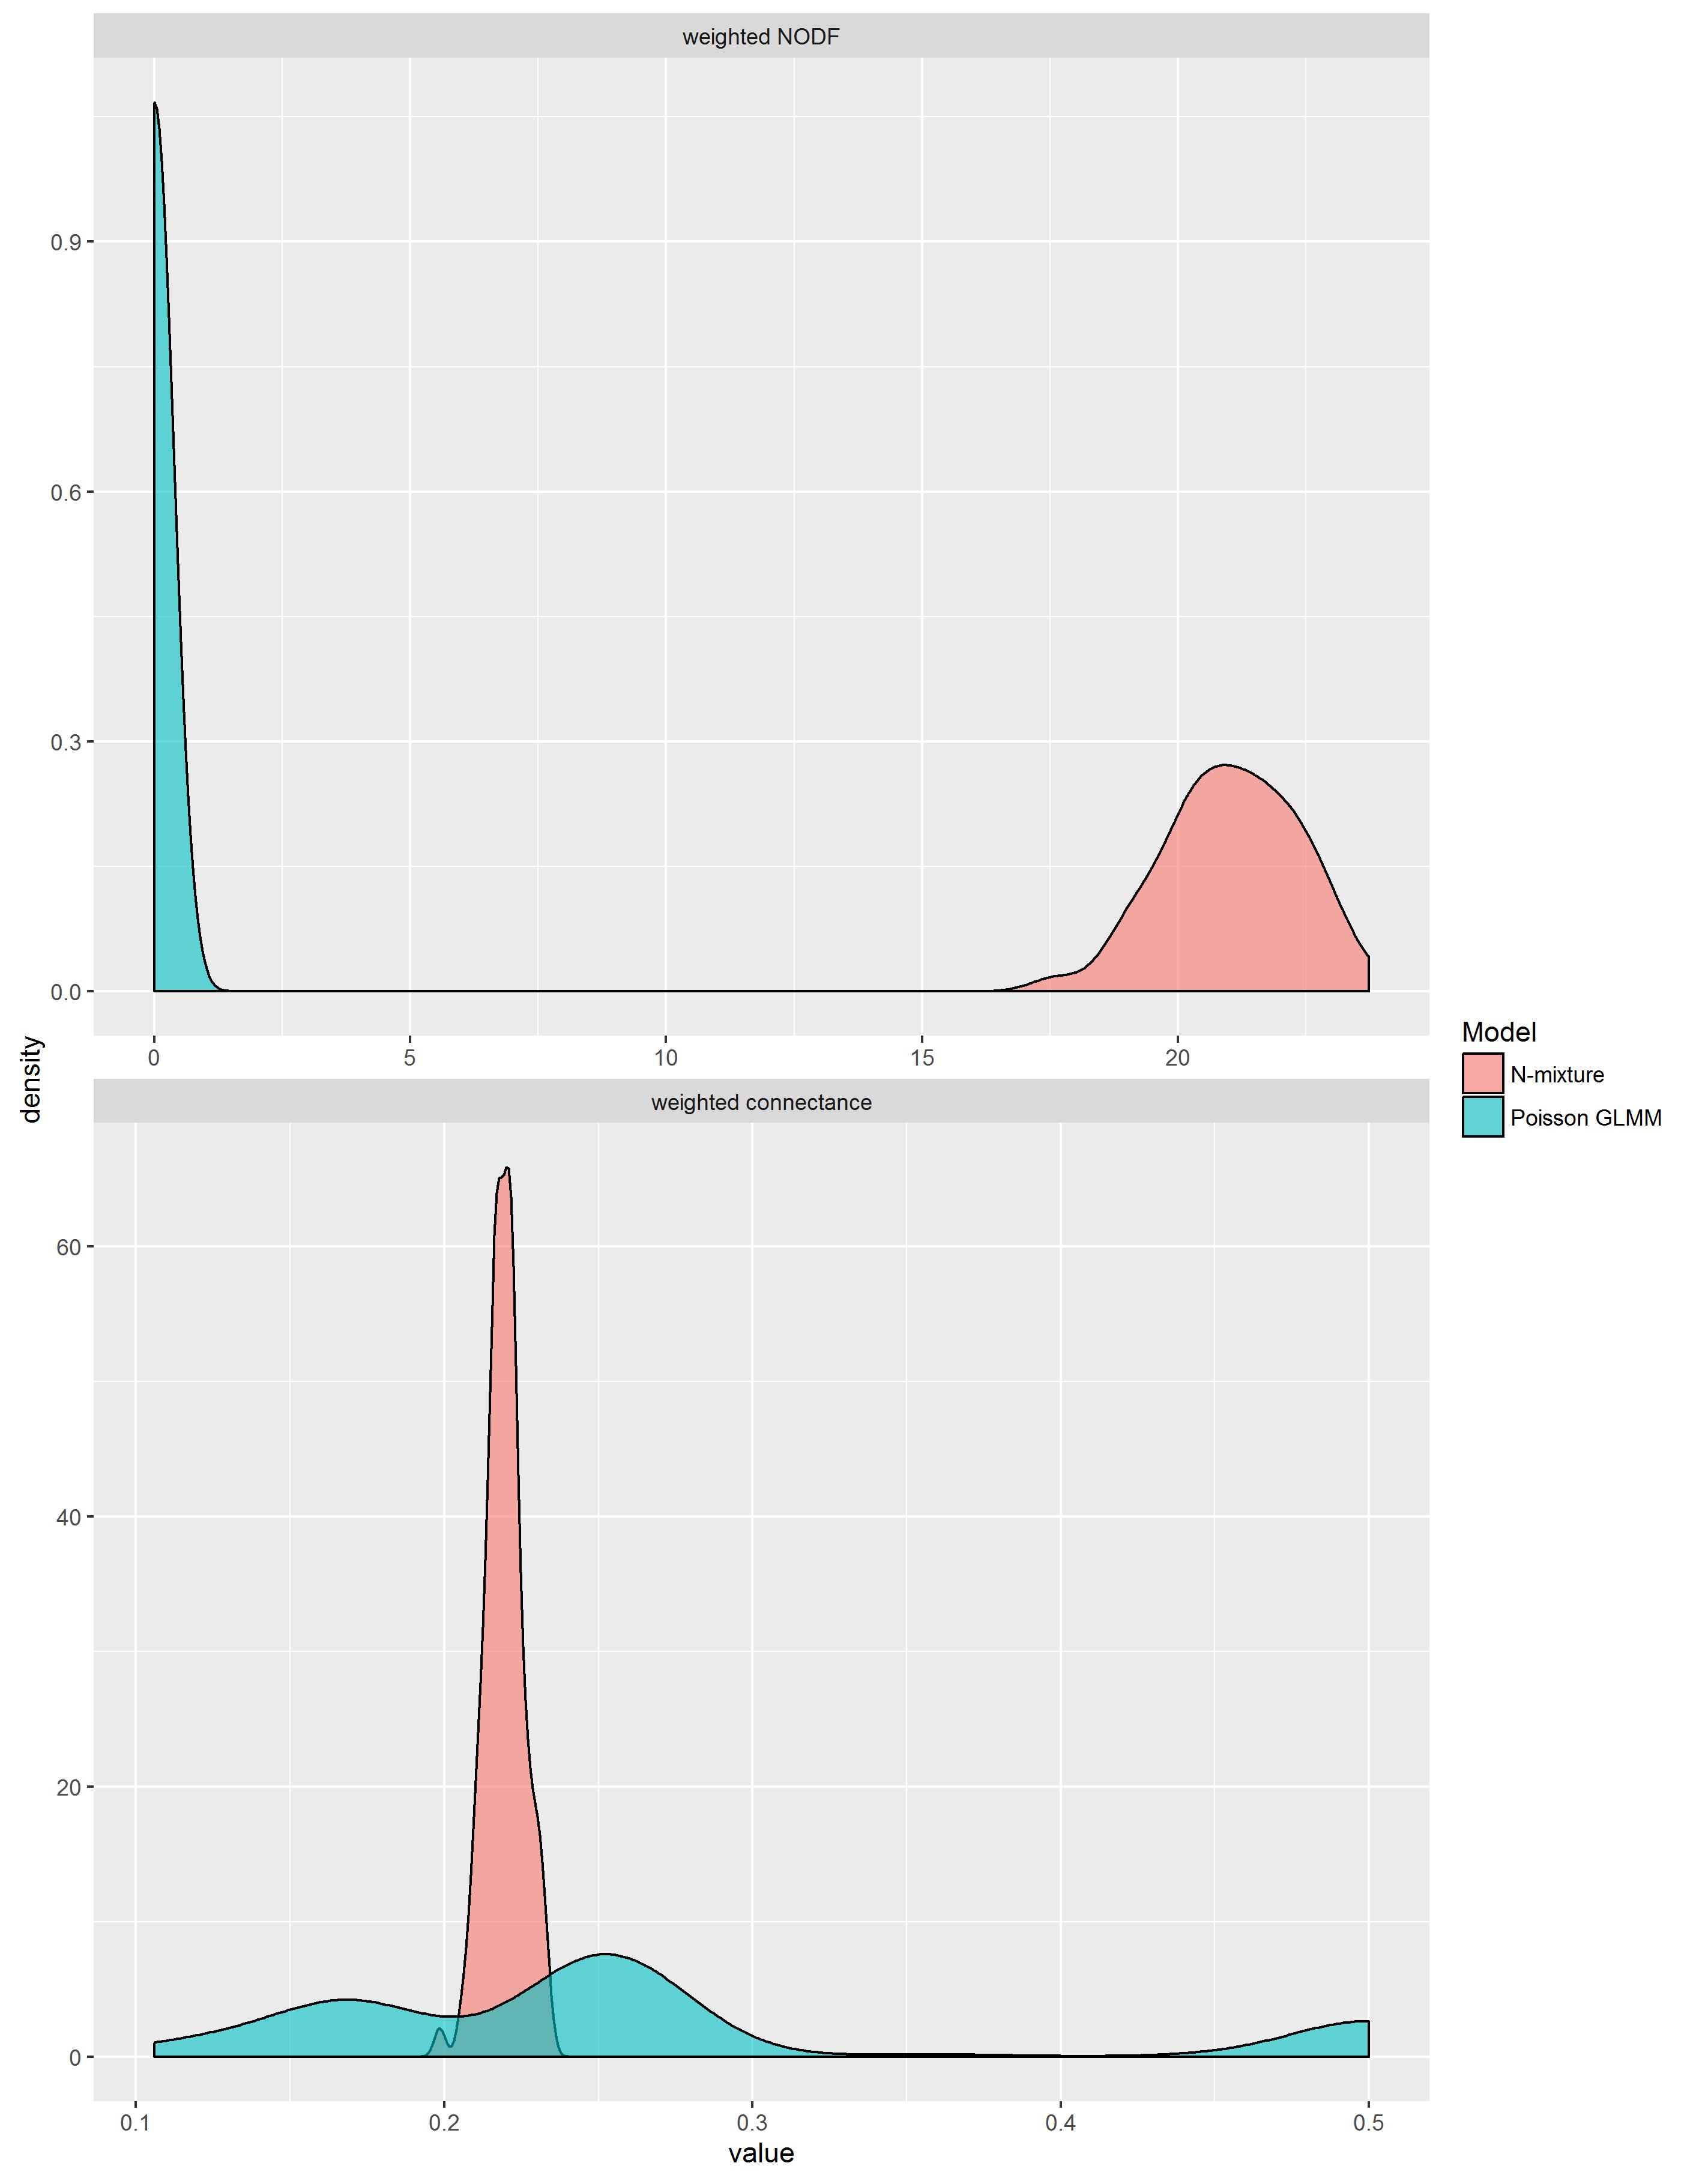 weighted NODF
0.9
0.6
0.3
0.0
0 5 10 15 20
density
weighted connectance
60
40
20
0
0.1 0.2 0.3 0.4 0.5
value
Model
N-mixture
Poisson GLMM